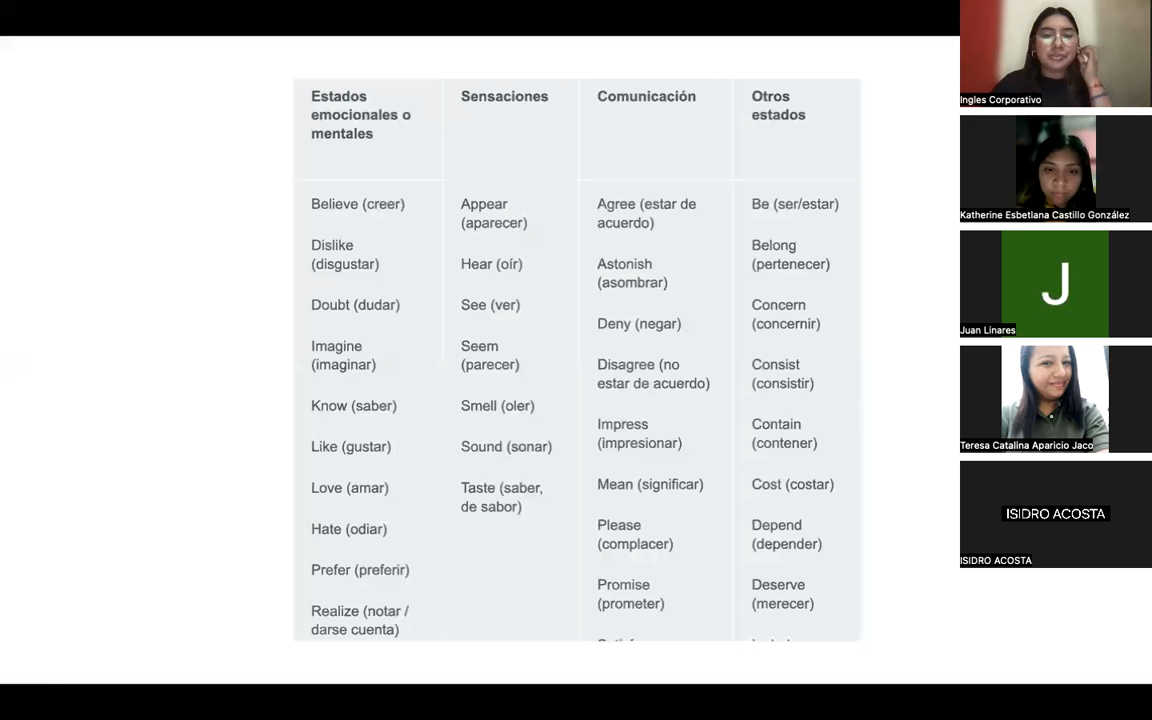 Estados
emocionales o
mentales
Believe (creer)
Dislike
(disgustar)
Doubt (dudar)
Imagine
(imaginar)
Know (saber)
Like (gustar)
Love (amar)
Hate (odiar)
Prefer (preferir)
Realize (notar /
darse cuenta)
Sensaciones
Appear
(aparecer)
Hear (oír)
See (ver)
Seem
(parecer)
Smell (oler)
Sound (sonar)
Taste (saber,
de sabor)
Comunicación
Agree (estar de
acuerdo)
Astonish
(asombrar)
Deny (negar)
Disagree (no
estar de acuerdo)
Impress
(impresionar)
Mean (significar)
Please
(complacer)
Promise
(prometer)
Otros
estados
Be (ser/estar)
Belong
(pertenecer)
Concern
(concernir)
Consist
(consistir)
Contain
(contener)
Cost (costar)
Depend
(depender)
Deserve
(merecer)
Ingles Corporativo
Katherine Esbetlana Castillo González
J
Juan Linares
Teresa Catalina Aparicio Jaco
ISIDRO ACOSTA
ISIDRO ACOSTA